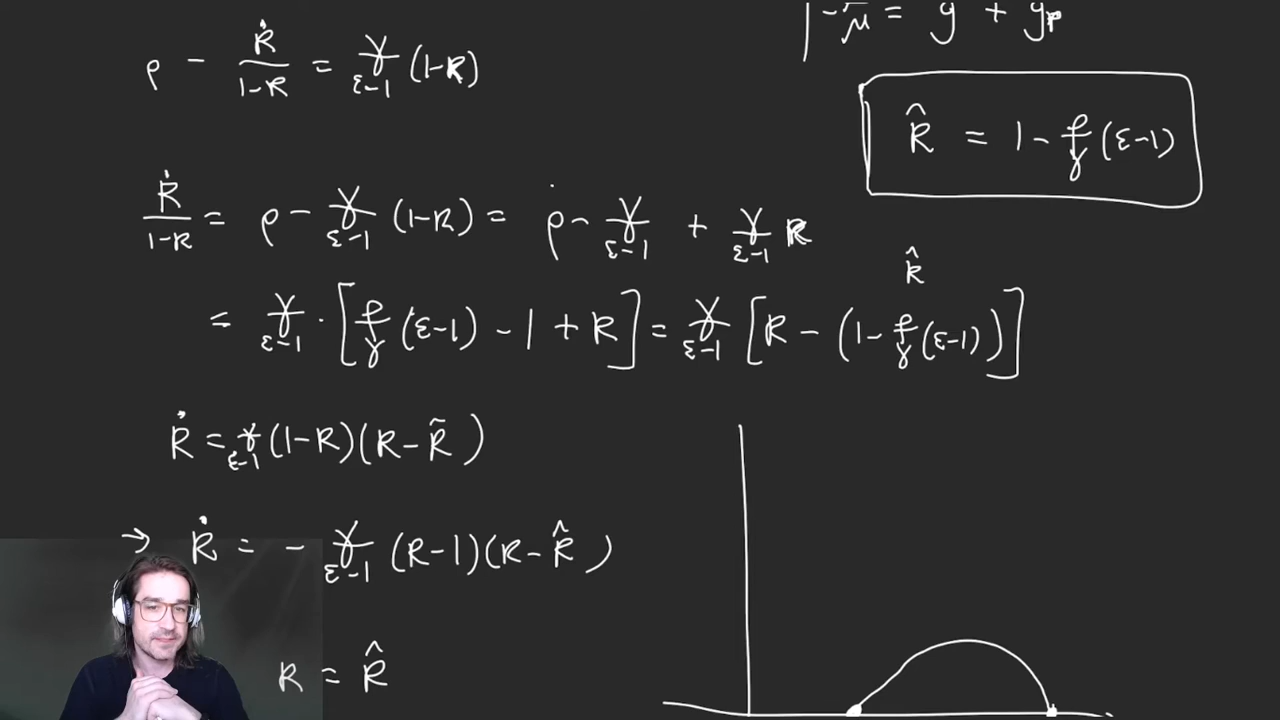 1 - μ̄ = y + yp
ρ - Ṙ/(1-R) = γ/(ε-1) (1-R)
R̂ = 1 - ρ/γ (ε-1)
Ṙ/(1-R) = ρ - γ/(ε-1) (1-R) = ρ - γ/(ε-1) + γ/(ε-1) R
R̂
= γ/(ε-1) · [ρ/γ (ε-1) - 1 + R] = γ/(ε-1) [R - (1 - ρ/γ (ε-1))]
Ṙ = γ/(ε-1) (1-R)(R - R̃)
→ Ṙ = - γ/(ε-1) (R-1)(R - R̂)
R = R̂